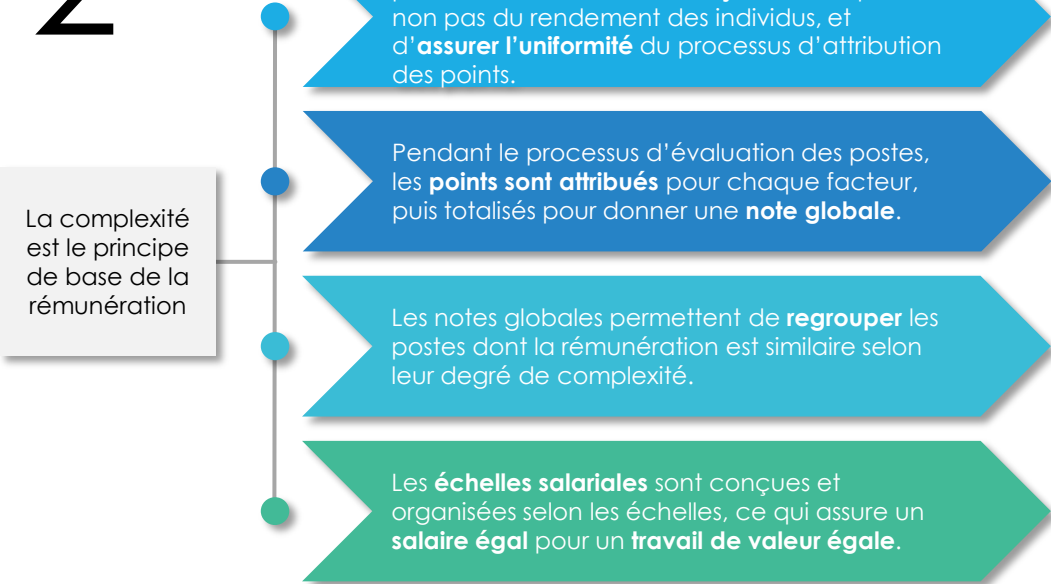 2
non pas du rendement des individus, et
d’assurer l’uniformité du processus d’attribution
des points.
Pendant le processus d’évaluation des postes,
les points sont attribués pour chaque facteur,
puis totalisés pour donner une note globale.
La complexité
est le principe
de base de la
rémunération
Les notes globales permettent de regrouper les
postes dont la rémunération est similaire selon
leur degré de complexité.
Les échelles salariales sont conçues et
organisées selon les échelles, ce qui assure un
salaire égal pour un travail de valeur égale.